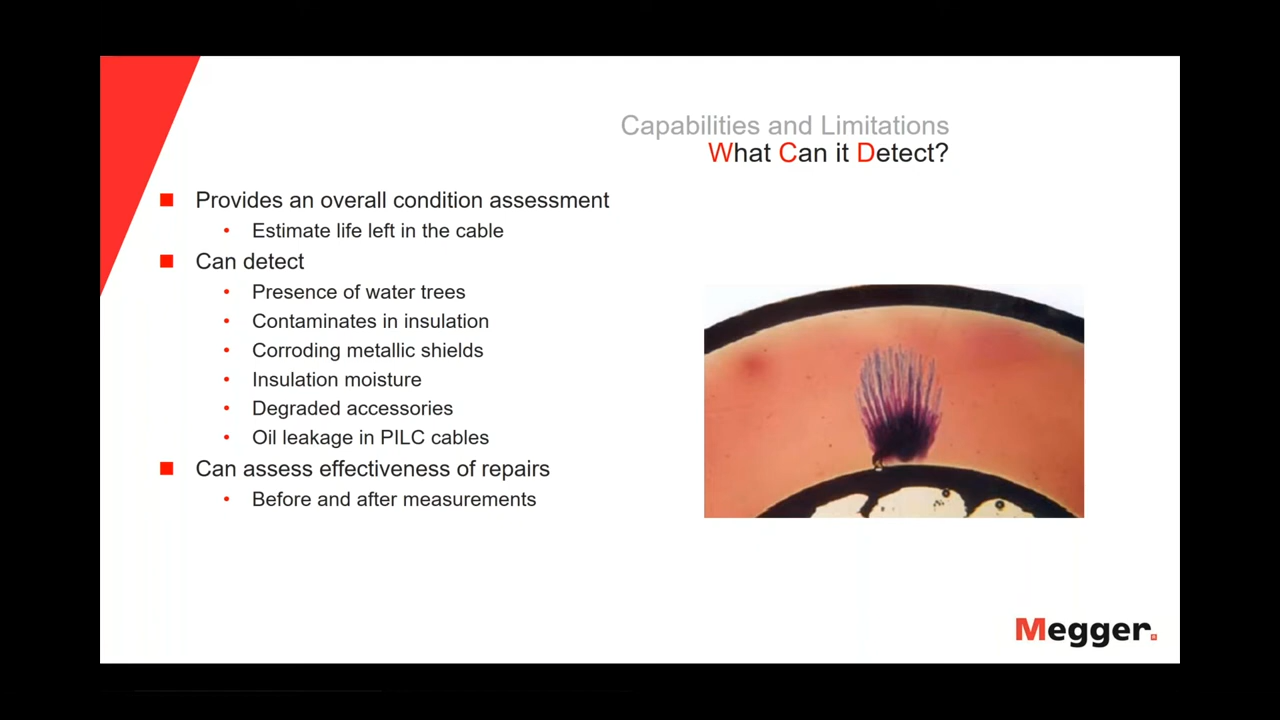 Capabilities and Limitations
What Can it Detect?
Provides an overall condition assessment
Estimate life left in the cable
Can detect
Presence of water trees
Contaminates in insulation
Corroding metallic shields
Insulation moisture
Degraded accessories
Oil leakage in PILC cables
Can assess effectiveness of repairs
Before and after measurements
Megger.